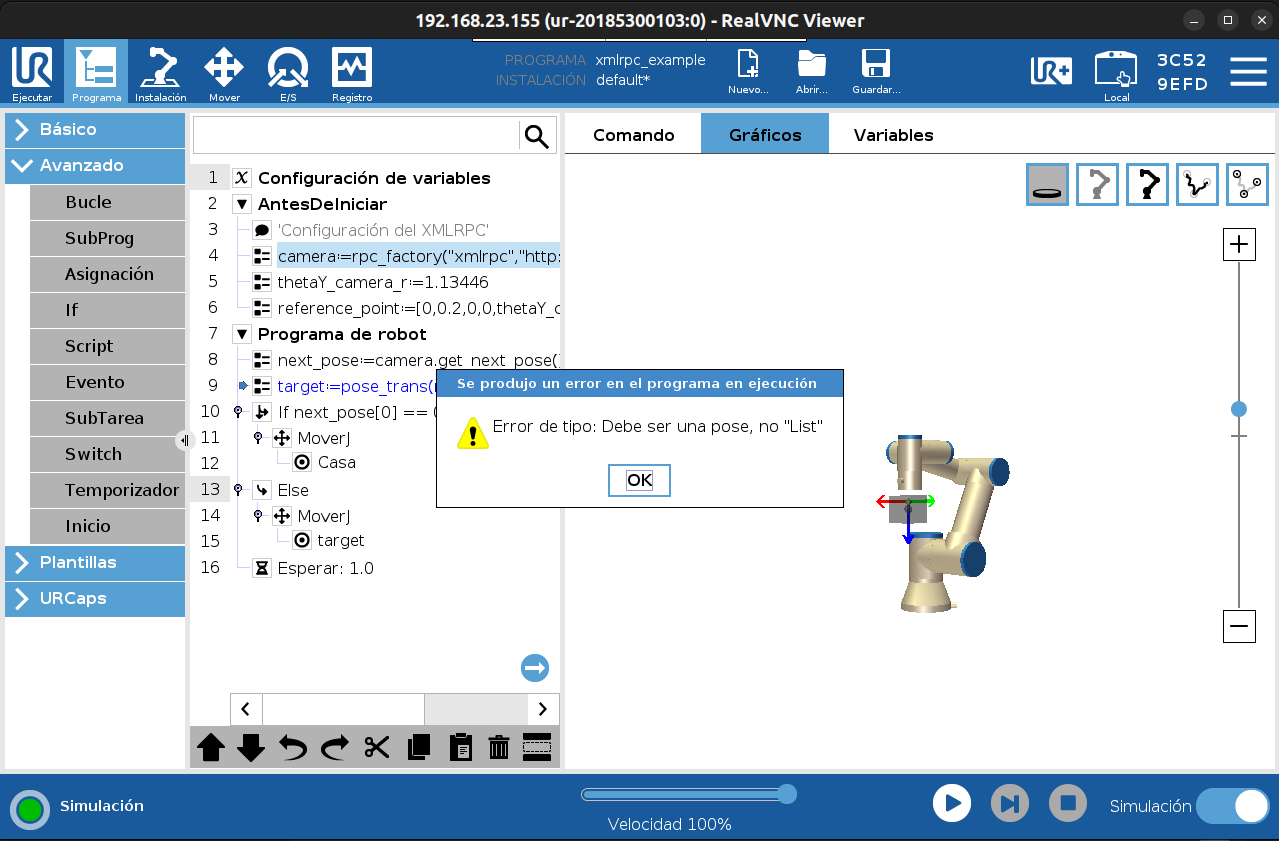 192.168.23.155 (ur-20185300103:0) - RealVNC Viewer
UR
Ejecutar
Programa
Instalación
Mover
E/S
Registro
PROGRAMA xmlrpc_example
INSTALACIÓN default*
Nuevo...
Abrir...
Guardar...
UR+
Local
3C52
9EFD
Básico
Avanzado
Bucle
SubProg
Asignación
If
Script
Evento
SubTarea
Switch
Temporizador
Inicio
Plantillas
URCaps
1 X Configuración de variables
2 AntesDeIniciar
3 'Configuración del XMLRPC'
4 camera:=rpc_factory("xmlrpc","http:
5 thetaY_camera_r:=1.13446
6 reference_point:=[0,0.2,0,0,thetaY_c
7 Programa de robot
8 next_pose:=camera.get_next_pose(
9 target:=pose_trans(
10 If next_pose[0] == 
11 MoverJ
12 Casa
13 Else
14 MoverJ
15 target
16 Esperar: 1.0
Comando
Gráficos
Variables
Se produjo un error en el programa en ejecución
Error de tipo: Debe ser una pose, no "List"
OK
Simulación
Velocidad 100%
Simulación